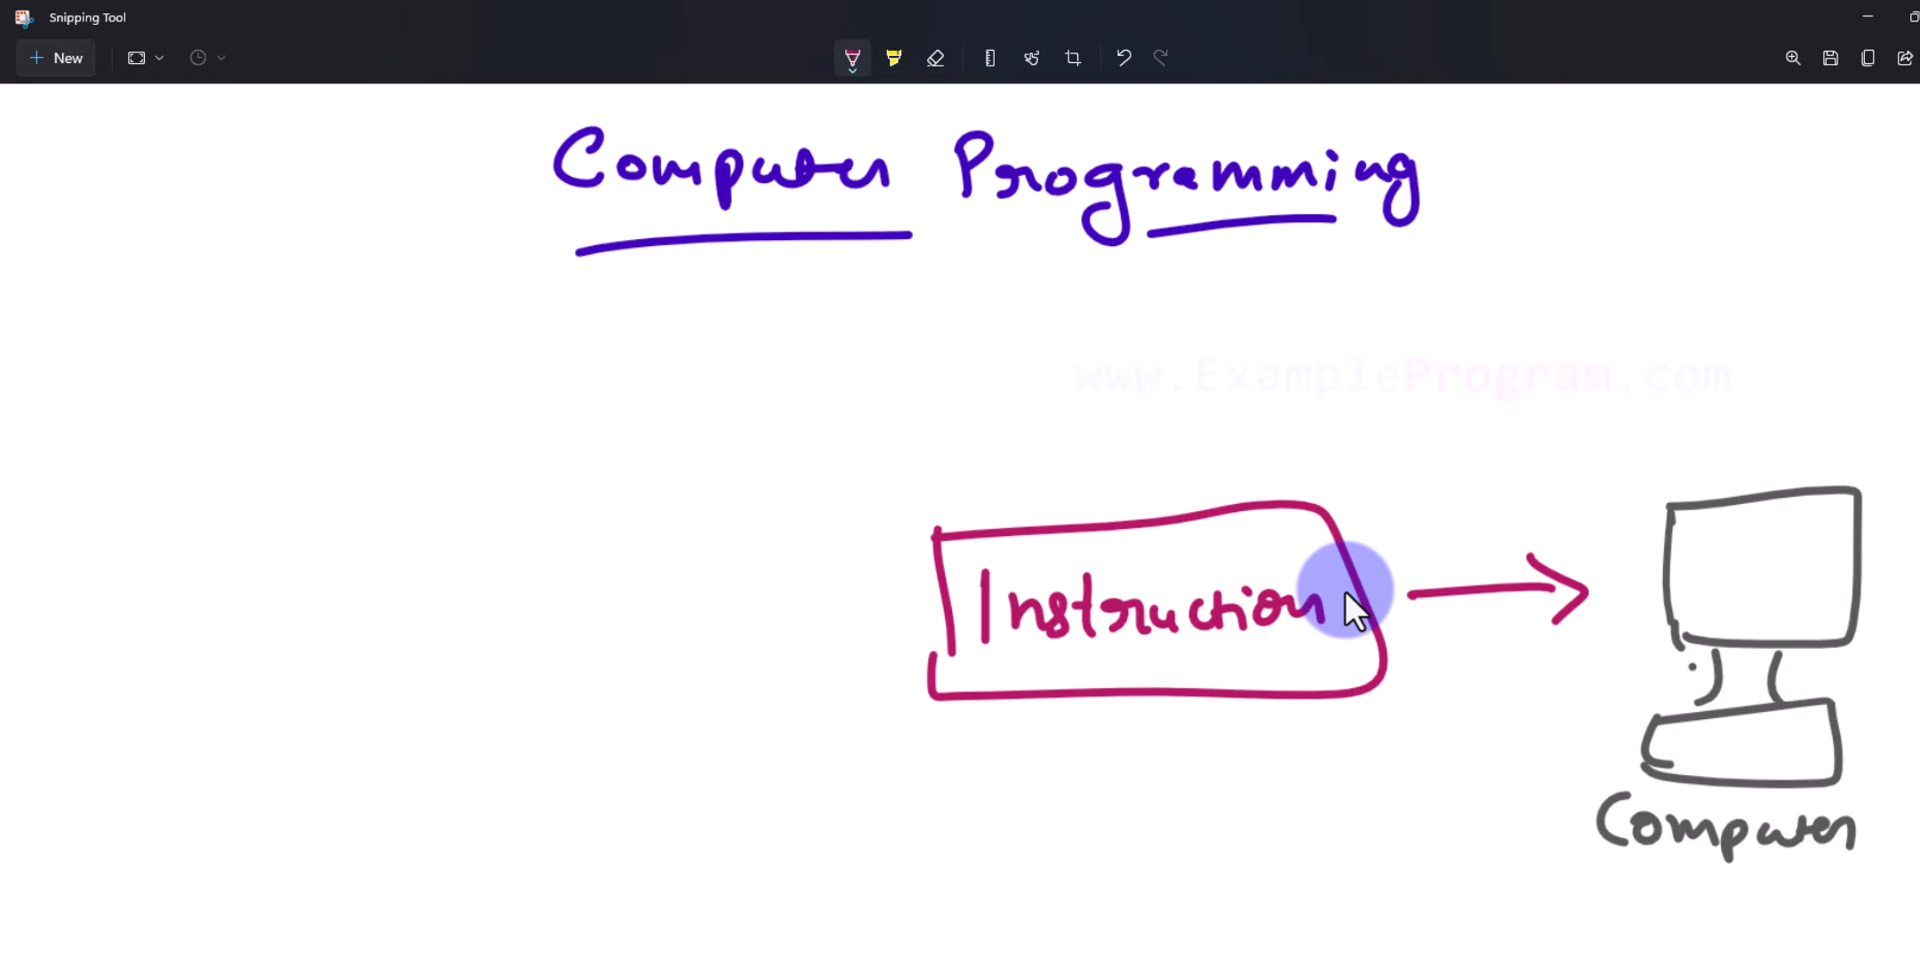 Snipping Tool
New
Computer Programming
www.ExampleProgram.com
Instruction
Computer